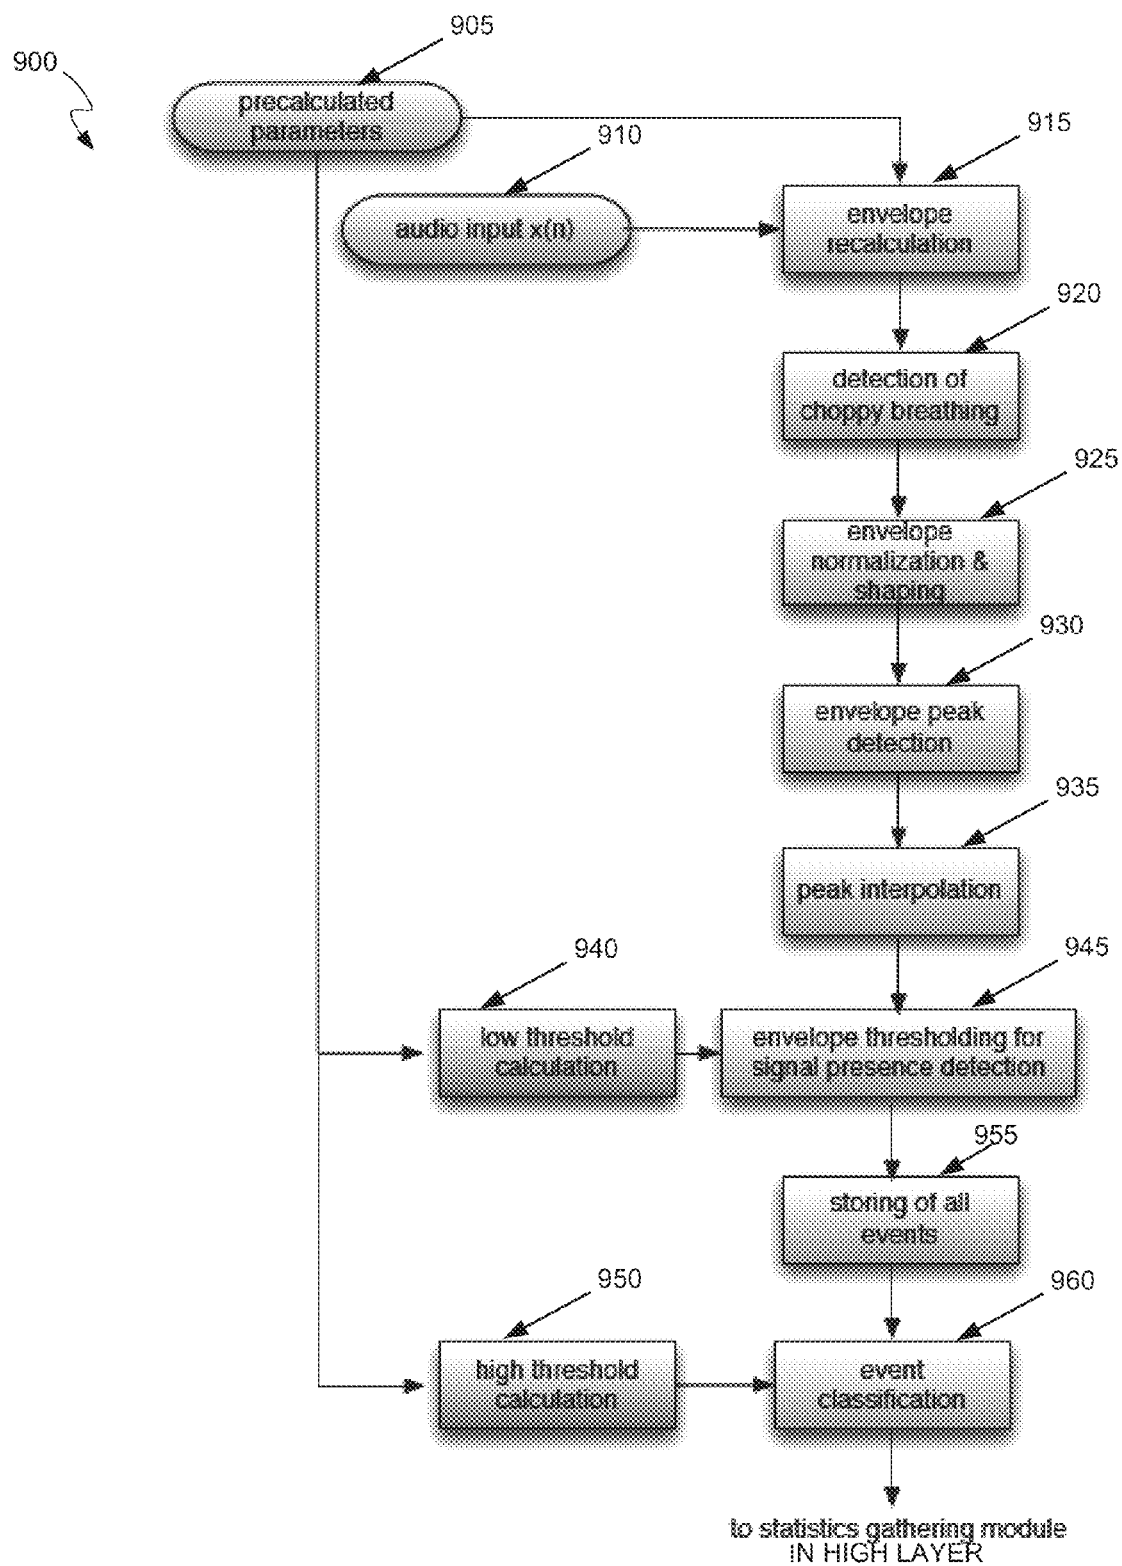 905
900
precalculated
parameters
910
915
audio input x(n)
envelope
recalculation
920
detection of
choppy breathing
925
envelope
normalization &
shaping
930
envelope peak
detection
935
peak interpolation
940
945
low threshold
calculation
envelope thresholding for
signal presence detection
955
storing of all
events
950
960
high threshold
calculation
event
classification
to statistics gathering module
IN HIGH LAYER